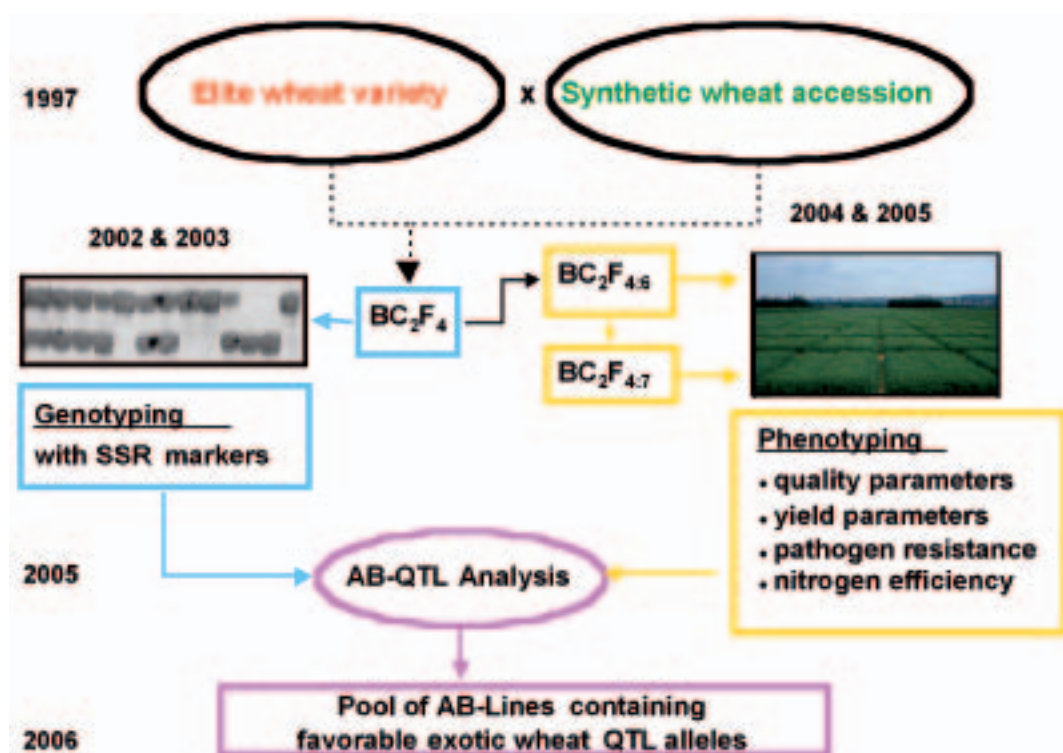 1997
Elite wheat variety x Synthetic wheat accession
2004 & 2005
2002 & 2003
BC₂F₄
BC₂F₄:₆
BC₂F₄:₇
Genotyping
with SSR markers
Phenotyping
• quality parameters
• yield parameters
• pathogen resistance
• nitrogen efficiency
2005
AB-QTL Analysis
Pool of AB-Lines containing
favorable exotic wheat QTL alleles
2006